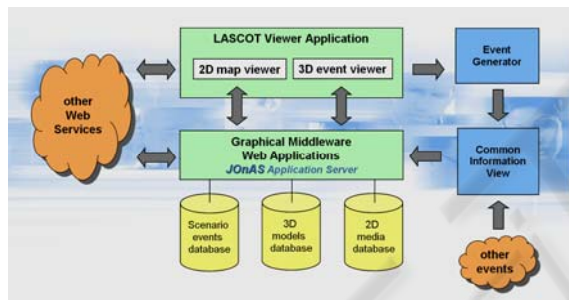 LASCOT Viewer Application
2D map viewer
3D event viewer
Event
Generator
other
Web
Services
Graphical Middleware
Web Applications
JOnAS Application Server
Common
Information
View
Scenario
events
database
3D
models
database
2D
media
database
other
events